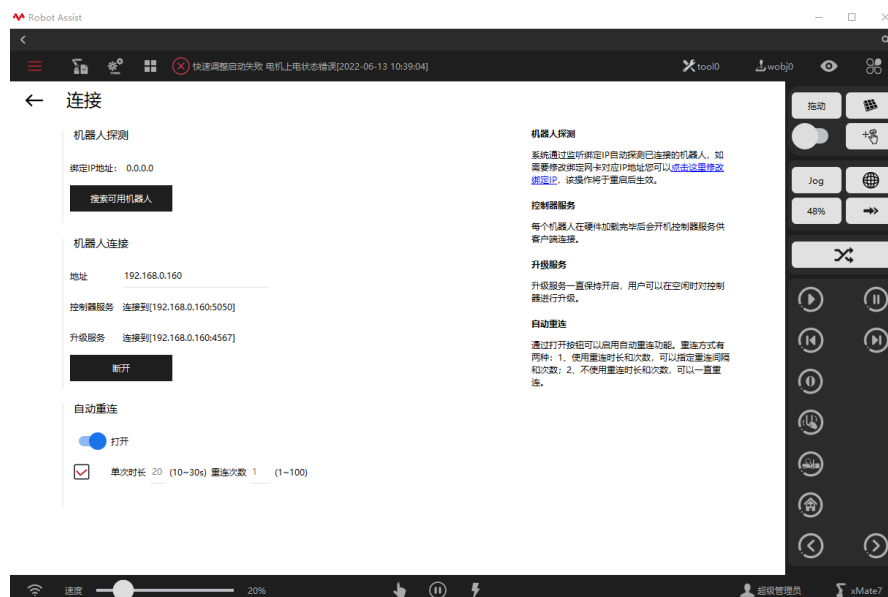 Robot Assist
快速调整启动失败 电机上电状态错误[2022-06-13 10:39:04]
tool0
wobj0
连接
机器人探测
绑定IP地址： 0.0.0.0
搜索可用机器人
机器人连接
地址 192.168.0.160
控制器服务 连接到[192.168.0.160:5050]
升级服务 连接到[192.168.0.160:4567]
断开
自动重连
打开
单次时长 20 (10~30s) 重连次数 1 (1~100)
机器人探测
系统通过监听绑定IP自动探测已连接的机器人，如
需要修改绑定网卡对应IP地址您可以点击这里修改
绑定IP，该操作将于重启后生效。
控制器服务
每个机器人在硬件加载完毕后会开机控制器服务供
客户端连接。
升级服务
升级服务一直保持开启，用户可以在空闲时对控制
器进行升级。
自动重连
通过打开按钮可以启用自动重连功能。重连方式有
两种：1、使用重连时长和次数，可以指定重连间隔
和次数；2、不使用重连时长和次数，可以一直重
连。
拖动
Jog
48%
速度 20%
超级管理员
xMate7